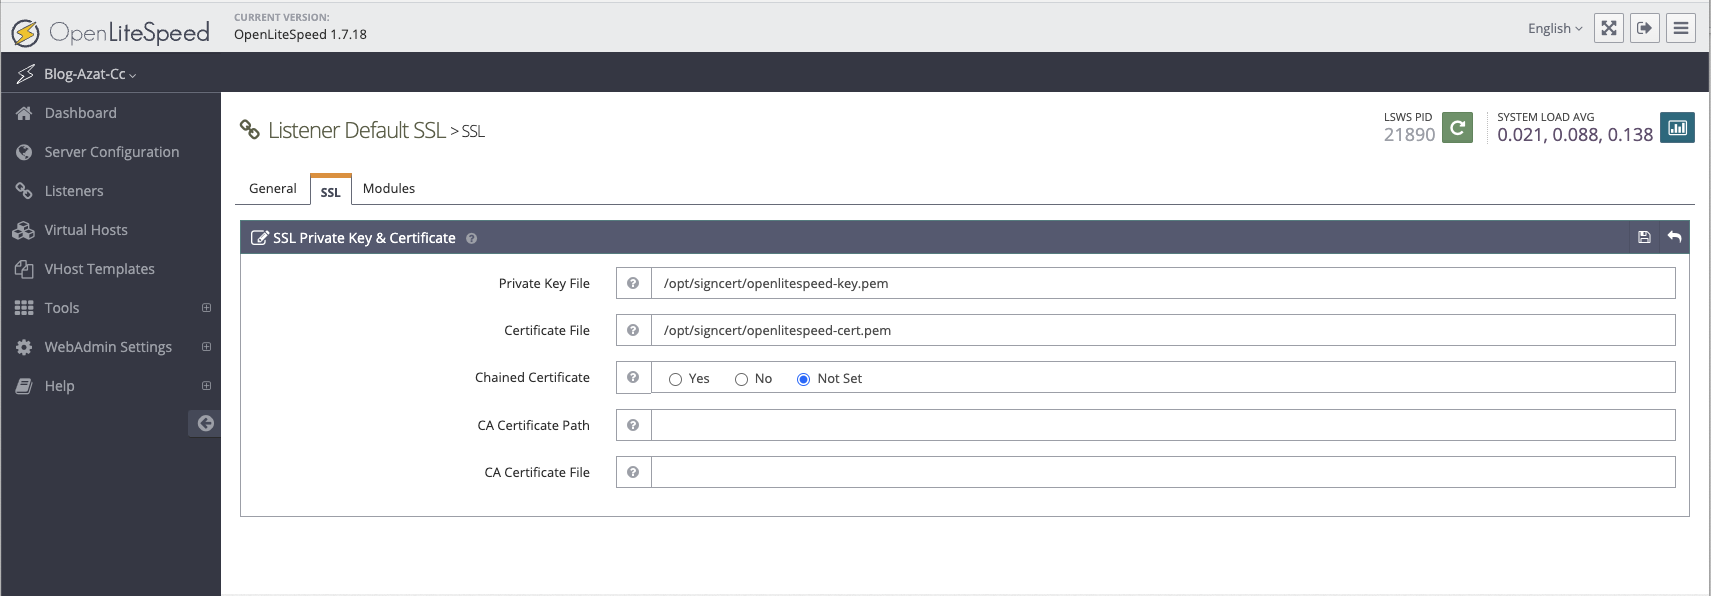 OpenLiteSpeed
CURRENT VERSION:
OpenLiteSpeed 1.7.18
English
Blog-Azat-Cc
Dashboard
Server Configuration
Listeners
Virtual Hosts
VHost Templates
Tools
WebAdmin Settings
Help
Listener Default SSL > SSL
LSWS PID
21890
SYSTEM LOAD AVG
0.021, 0.088, 0.138
General SSL Modules
SSL Private Key & Certificate
Private Key File /opt/signcert/openlitespeed-key.pem
Certificate File /opt/signcert/openlitespeed-cert.pem
Chained Certificate Yes No Not Set
CA Certificate Path
CA Certificate File